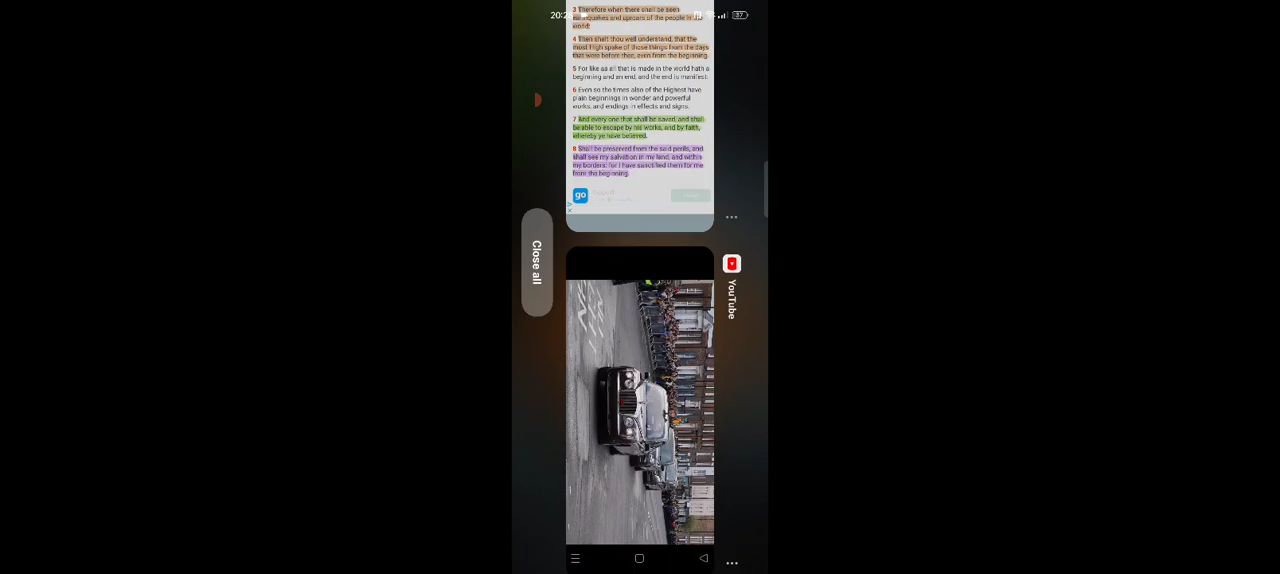 20:2
37
3 Therefore when there shall be seen
earthquakes and uproars of the people in the
world:
4 Then shalt thou well understand, that the
most High spake of those things from the days
that were before thee, even from the beginning.
5 For like as all that is made in the world hath a
beginning and an end, and the end is manifest:
6 Even so the times also of the Highest have
plain beginnings in wonder and powerful
works, and endings in effects and signs.
7 And every one that shall be saved, and shall
be able to escape by his works, and by faith,
whereby ye have believed,
8 Shall be preserved from the said perils, and
shall see my salvation in my land, and within
my borders: for I have sanctified them for me
from the beginning.
go
Close all
YouTube